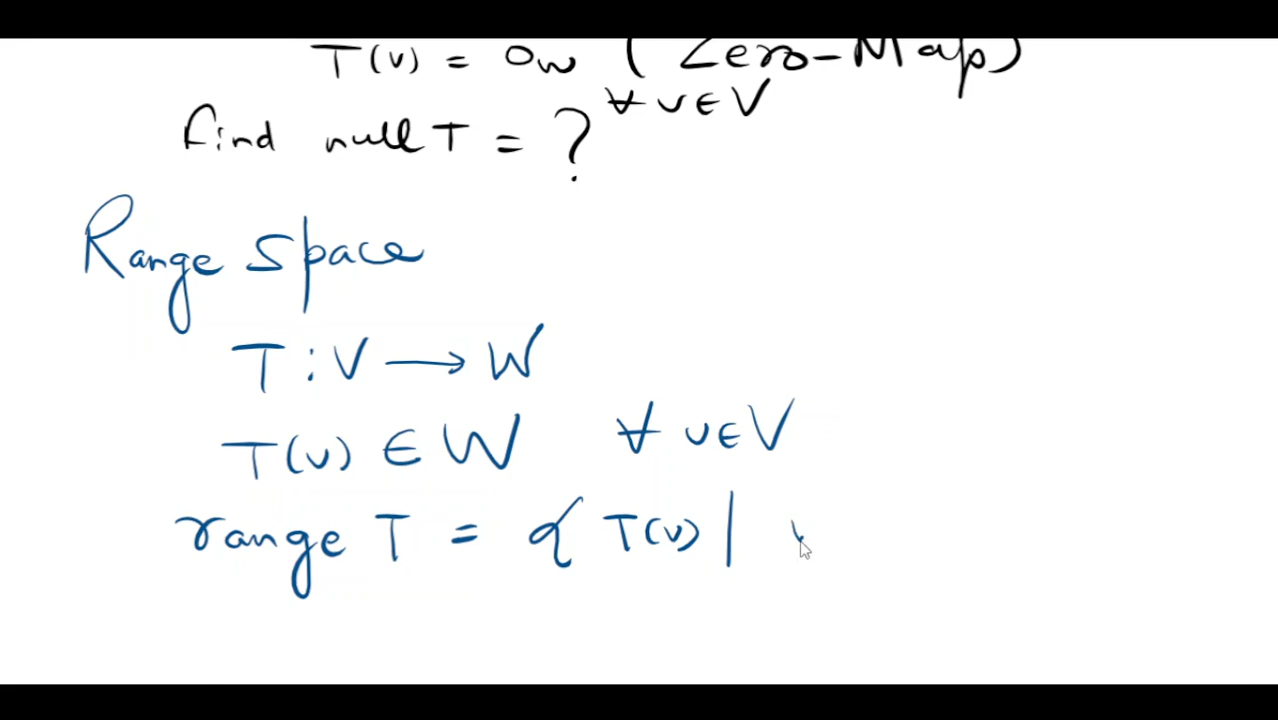 T(v) = 0w (Zero-Map)
∀ v ∈ V
find null T = ?
Range Space
T : V → W
T(v) ∈ W ∀ v ∈ V
range T = { T(v) |